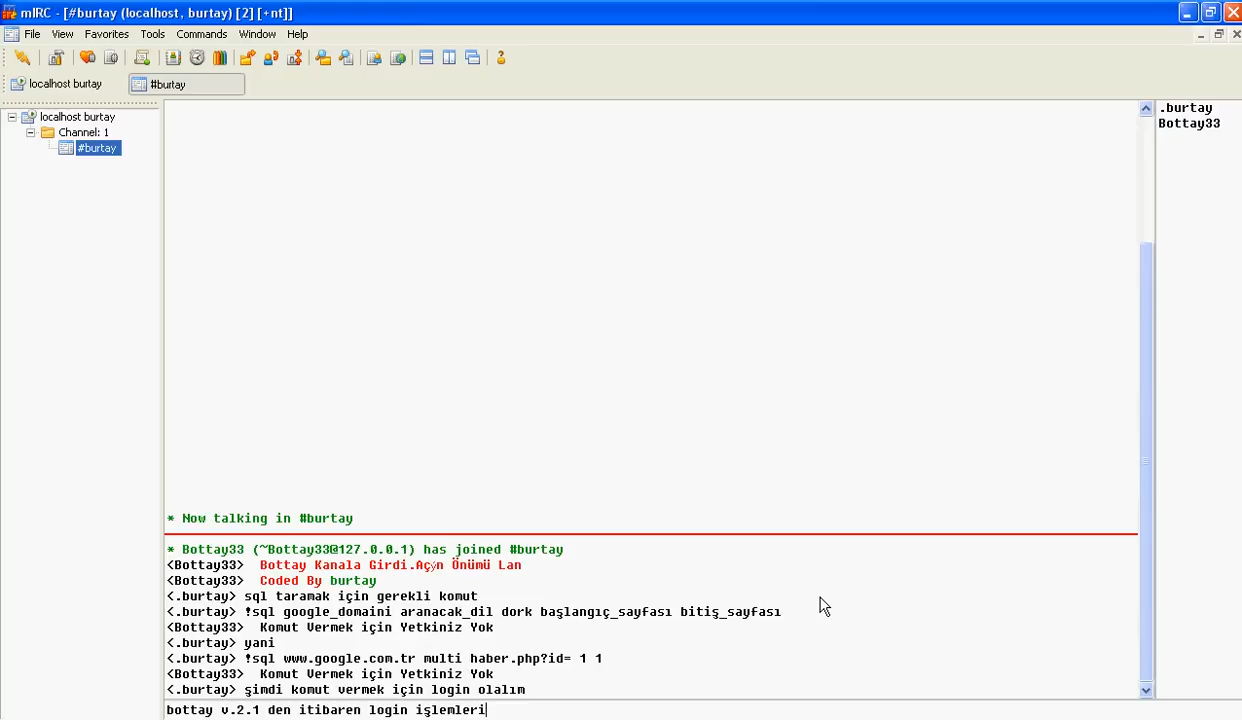 mIRC - [#burtay (localhost, burtay) [2] [+nt]]
File View Favorites Tools Commands Window Help
localhost burtay #burtay
localhost burtay
Channel: 1
#burtay
* Now talking in #burtay
* Bottay33 (~Bottay33@127.0.0.1) has joined #burtay
<Bottay33> Bottay Kanala Girdi.Açýn Önümü Lan
<Bottay33> Coded By burtay
<.burtay> sql taramak için gerekli komut
<.burtay> !sql google_domaini aranacak_dil dork başlangıç_sayfası bitiş_sayfası
<Bottay33> Komut Vermek için Yetkiniz Yok
<.burtay> yani
<.burtay> !sql www.google.com.tr multi haber.php?id= 1 1
<Bottay33> Komut Vermek için Yetkiniz Yok
<.burtay> şimdi komut vermek için login olalım
bottay v.2.1 den itibaren login işlemleri
.burtay
Bottay33